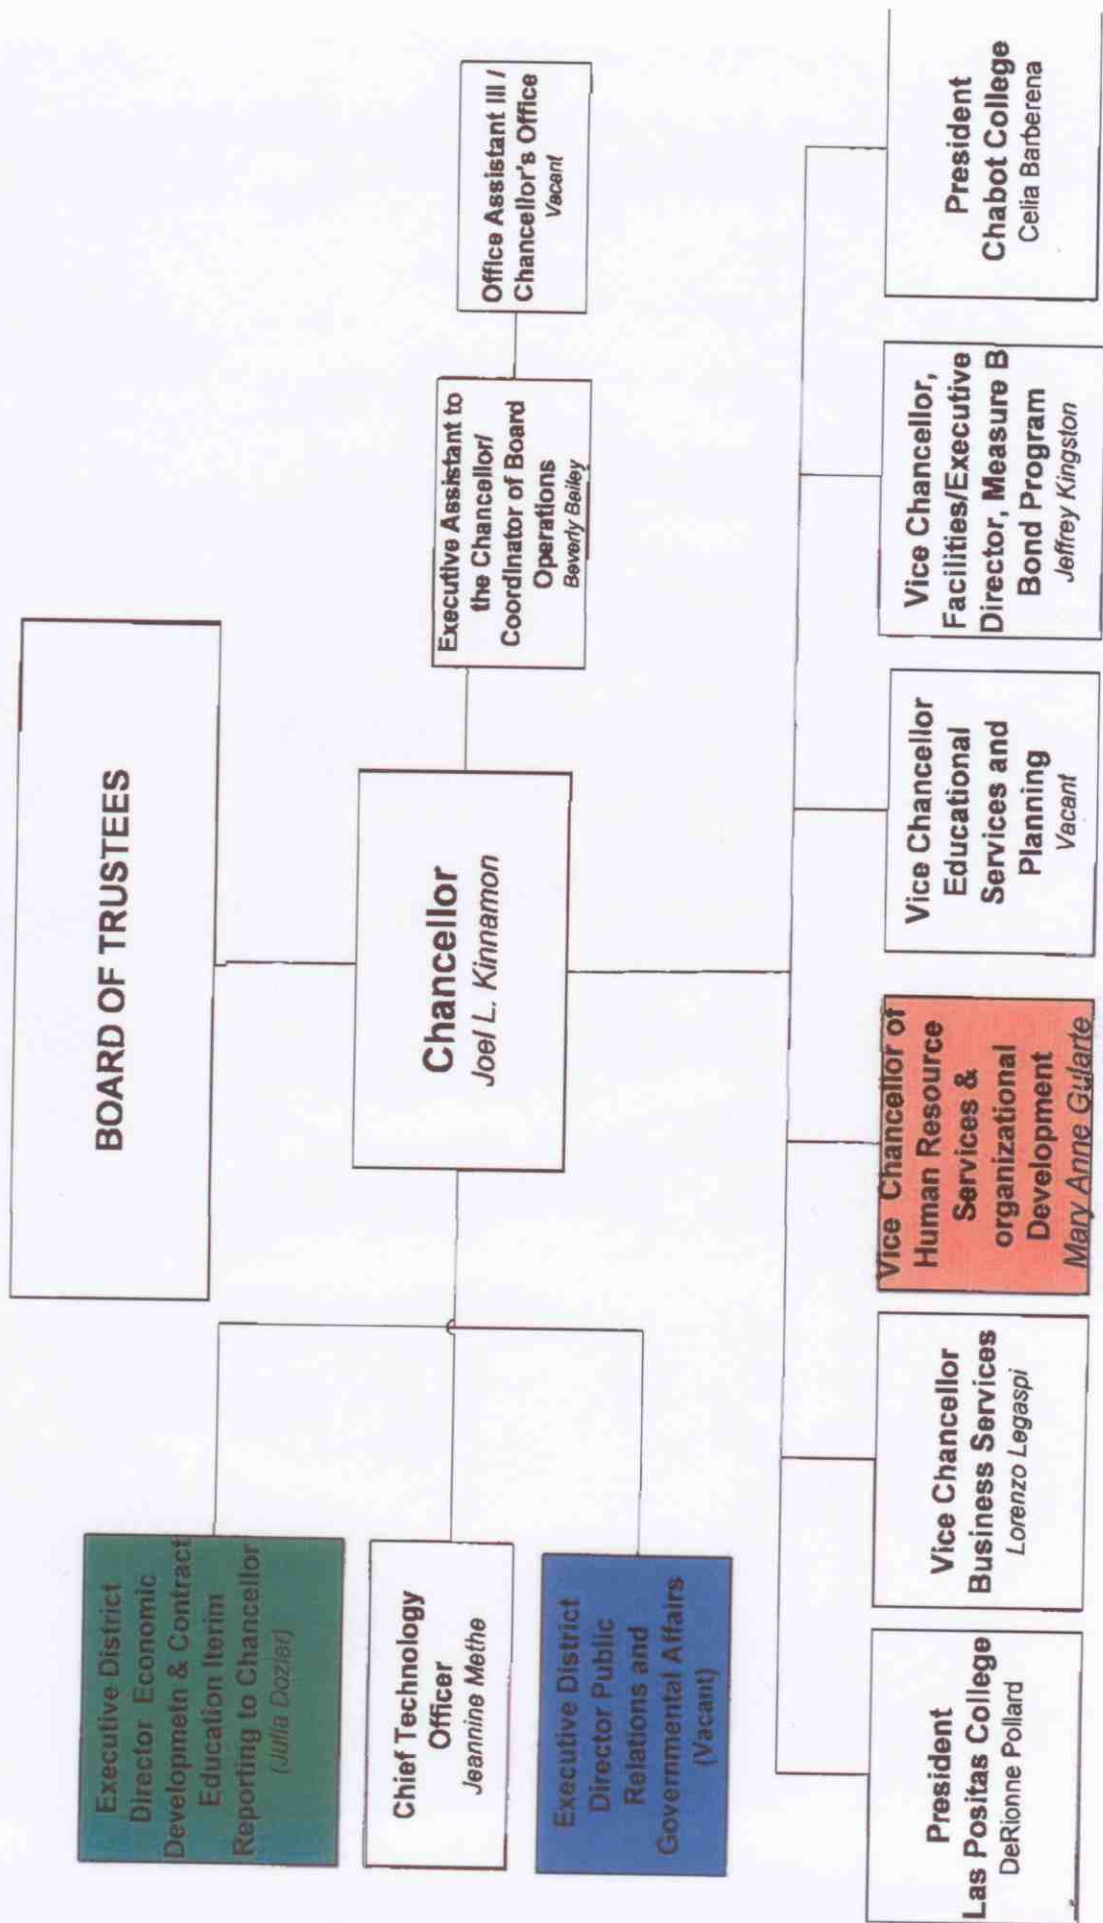 BOARD OF TRUSTEES
Chancellor
Joel L. Kinnamon
Executive District
Director Economic
Developmetn & Contract
Education Iterim
Reporting to Chancellor
(Julia Dozier)
Chief Technology
Officer
Jeannine Methe
Executive District
Director Public
Relations and
Governmental Affairs
(Vacant)
Executive Assistant to
the Chancellor/
Coordinator of Board
Operations
Beverly Bailey
Office Assistant III /
Chancellor's Office
Vacant
President
Las Positas College
DeRionne Pollard
Vice Chancellor
Business Services
Lorenzo Legaspi
Vice Chancellor of
Human Resource
Services &
organizational
Development
Mary Anne Gularte
Vice Chancellor
Educational
Services and
Planning
Vacant
Vice Chancellor,
Facilities/Executive
Director, Measure B
Bond Program
Jeffrey Kingston
President
Chabot College
Celia Barberena